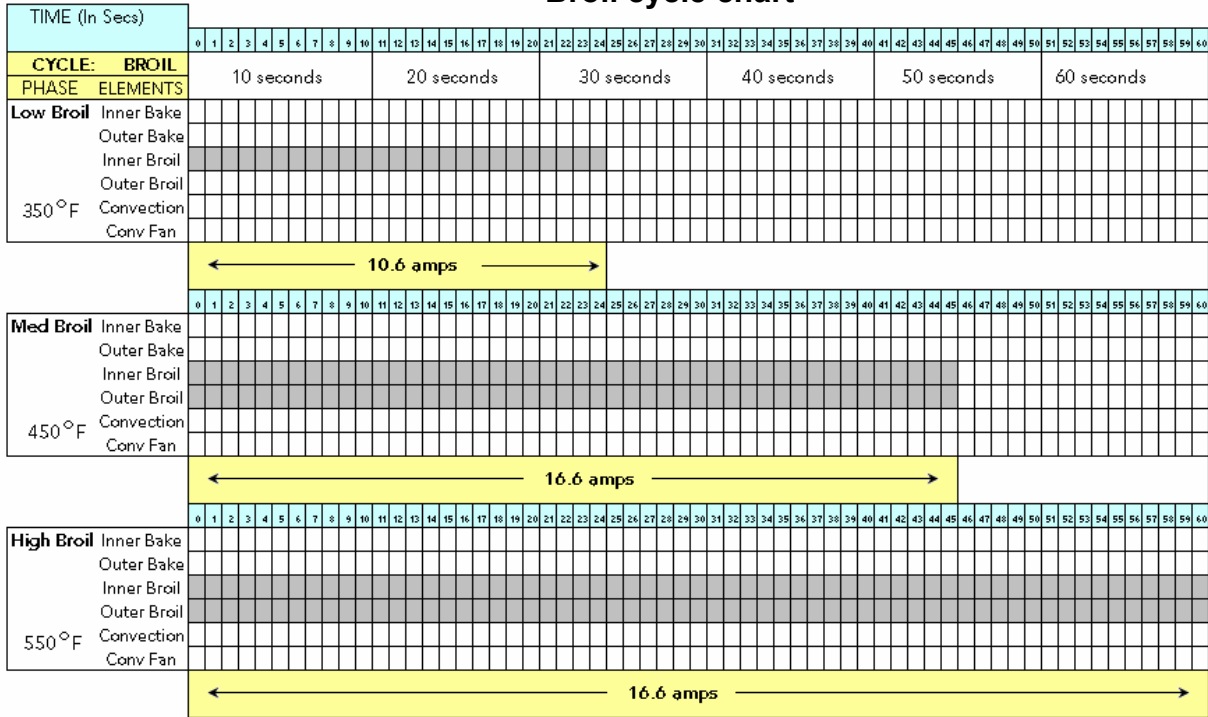 Broil cycle chart
TIME (In Secs)
0 1 2 3 4 5 6 7 8 9 10 11 12 13 14 15 16 17 18 19 20 21 22 23 24 25 26 27 28 29 30 31 32 33 34 35 36 37 38 39 40 41 42 43 44 45 46 47 48 49 50 51 52 53 54 55 56 57 58 59 60
CYCLE: BROIL
10 seconds 20 seconds 30 seconds 40 seconds 50 seconds 60 seconds
PHASE ELEMENTS
Low Broil Inner Bake
Outer Bake
Inner Broil
Outer Broil
350°F Convection
Conv Fan
10.6 amps
0 1 2 3 4 5 6 7 8 9 10 11 12 13 14 15 16 17 18 19 20 21 22 23 24 25 26 27 28 29 30 31 32 33 34 35 36 37 38 39 40 41 42 43 44 45 46 47 48 49 50 51 52 53 54 55 56 57 58 59 60
Med Broil Inner Bake
Outer Bake
Inner Broil
Outer Broil
450°F Convection
Conv Fan
16.6 amps
0 1 2 3 4 5 6 7 8 9 10 11 12 13 14 15 16 17 18 19 20 21 22 23 24 25 26 27 28 29 30 31 32 33 34 35 36 37 38 39 40 41 42 43 44 45 46 47 48 49 50 51 52 53 54 55 56 57 58 59 60
High Broil Inner Bake
Outer Bake
Inner Broil
Outer Broil
550°F Convection
Conv Fan
16.6 amps